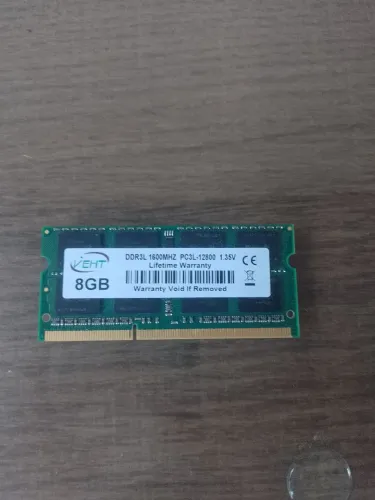 VEHT
DDR3L 1600MHZ PC3L-12800 1.35V
Lifetime Warranty
8GB
Warranty Void If Removed
CE